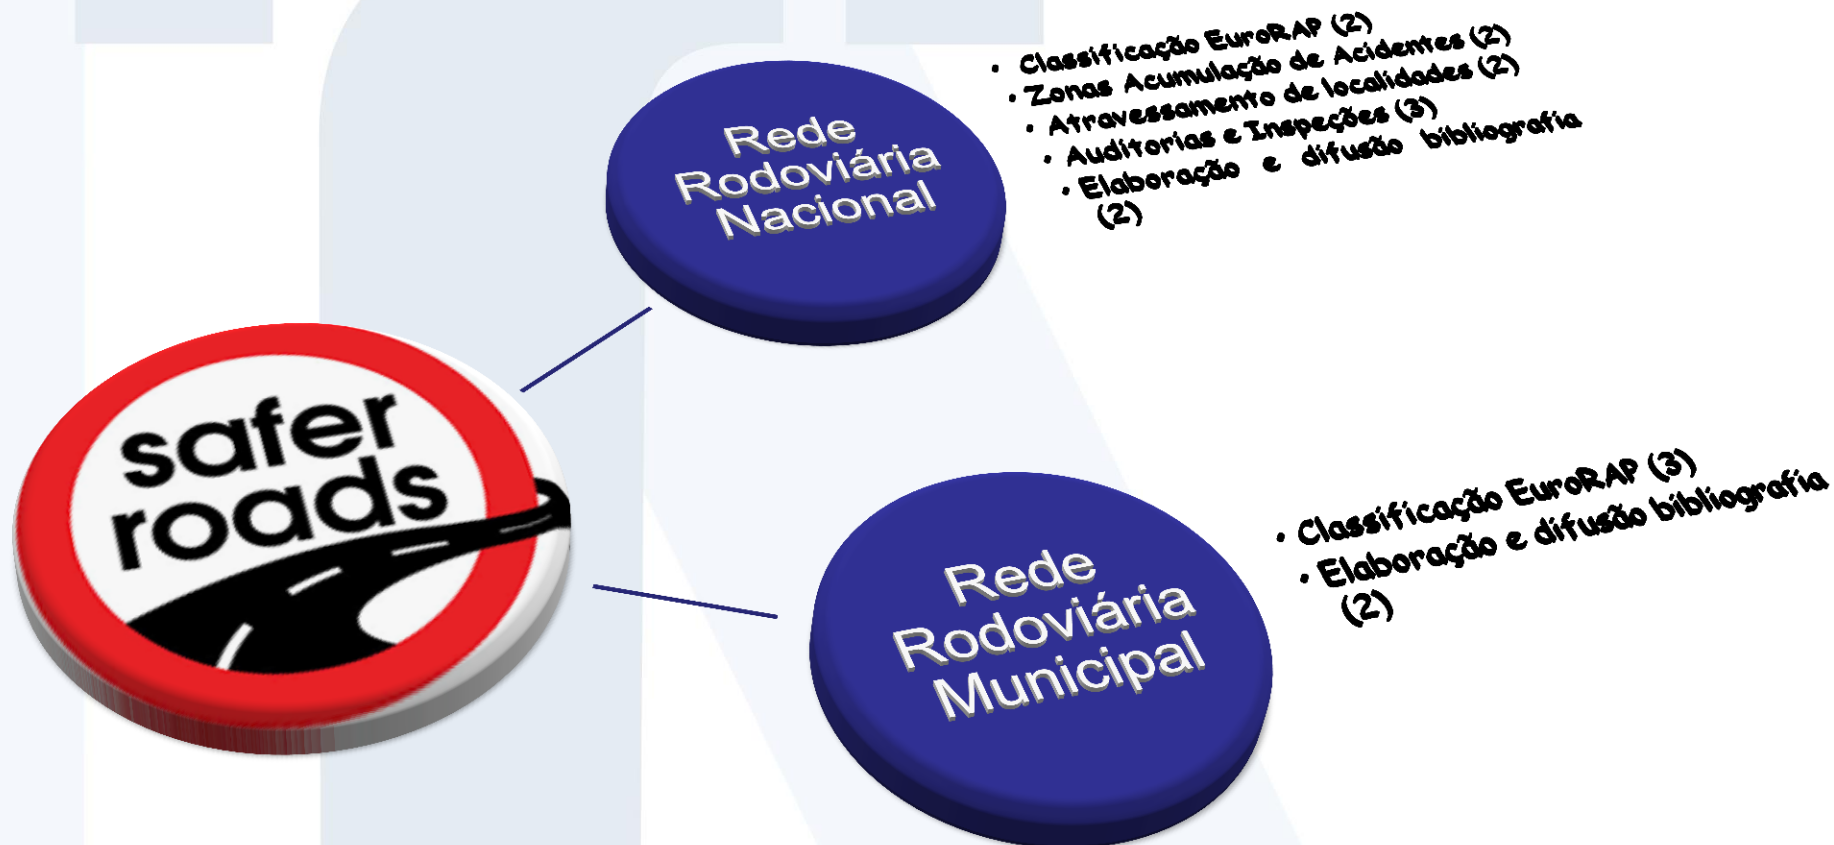 safer
roads
Rede
Rodoviária
Nacional
• Classificação EuroRAP (2)
• Zonas Acumulação de Acidentes (2)
• Atravessamento de localidades (2)
• Auditorias e Inspeções (3)
• Elaboração e difusão bibliografia
(2)
Rede
Rodoviária
Municipal
• Classificação EuroRAP (3)
• Elaboração e difusão bibliografia
(2)